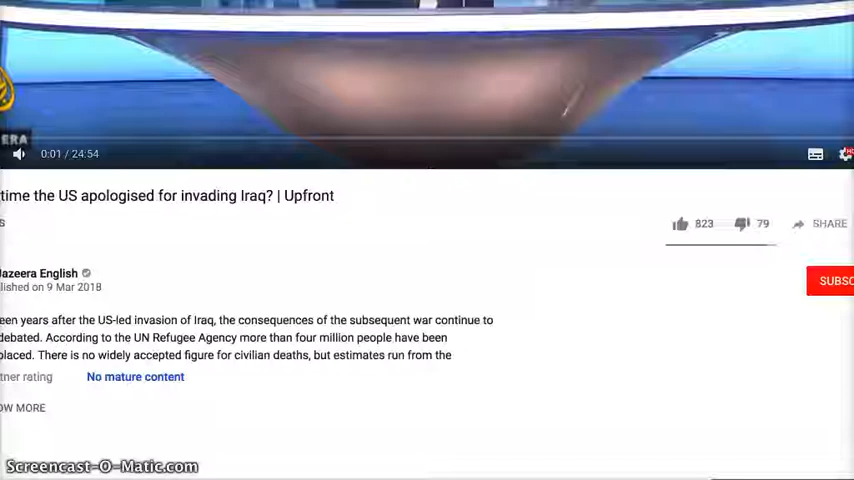 ERA
0:01 / 24:54
HD
time the US apologised for invading Iraq? | Upfront
S
823
79
SHARE
Jazeera English
lished on 9 Mar 2018
SUBSC
een years after the US-led invasion of Iraq, the consequences of the subsequent war continue to
debated. According to the UN Refugee Agency more than four million people have been
placed. There is no widely accepted figure for civilian deaths, but estimates run from the
tner rating
No mature content
OW MORE
Screencast-O-Matic.com